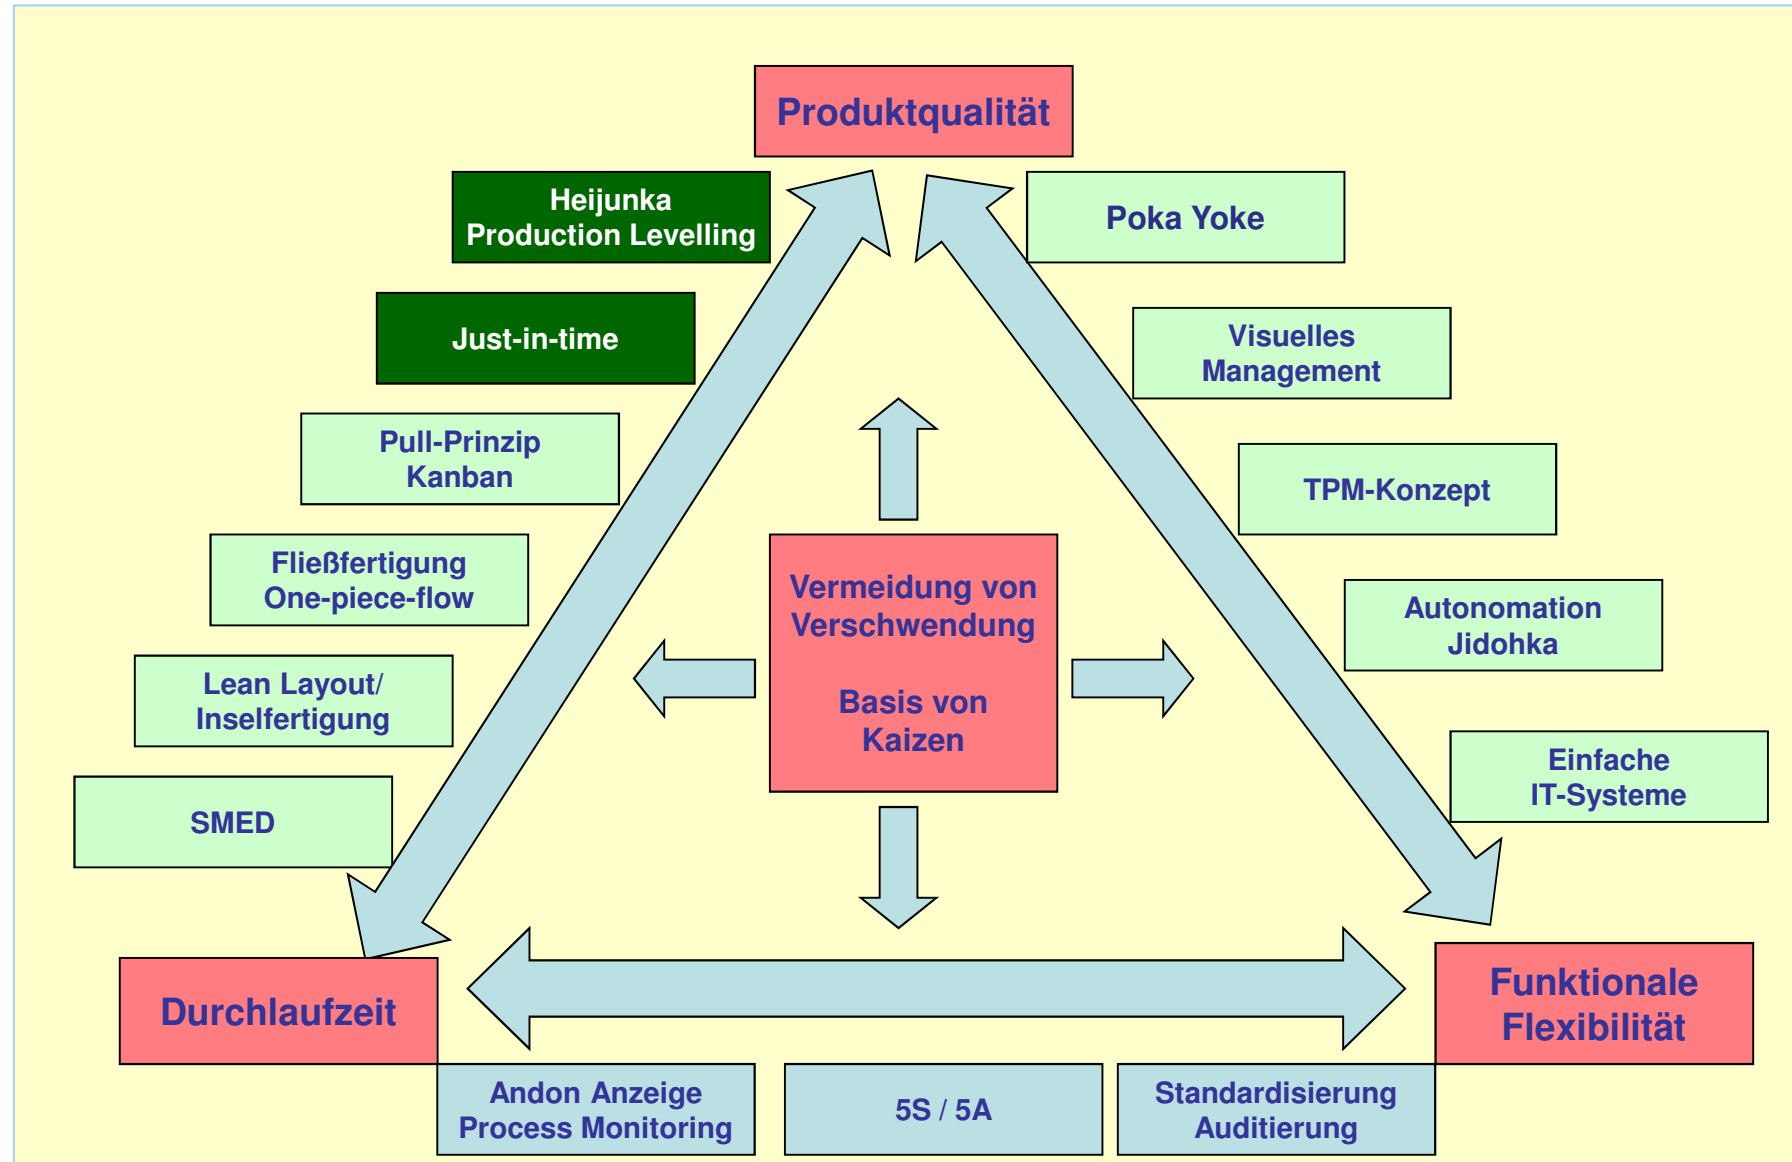 Produktqualität
Heijunka
Production Levelling
Poka Yoke
Just-in-time
Visuelles
Management
Pull-Prinzip
Kanban
TPM-Konzept
Fließfertigung
One-piece-flow
Vermeidung von
Verschwendung
Basis von
Kaizen
Autonomation
Jidohka
Lean Layout/
Inselfertigung
Einfache
IT-Systeme
SMED
Durchlaufzeit
Funktionale
Flexibilität
Andon Anzeige
Process Monitoring
5S / 5A
Standardisierung
Auditierung